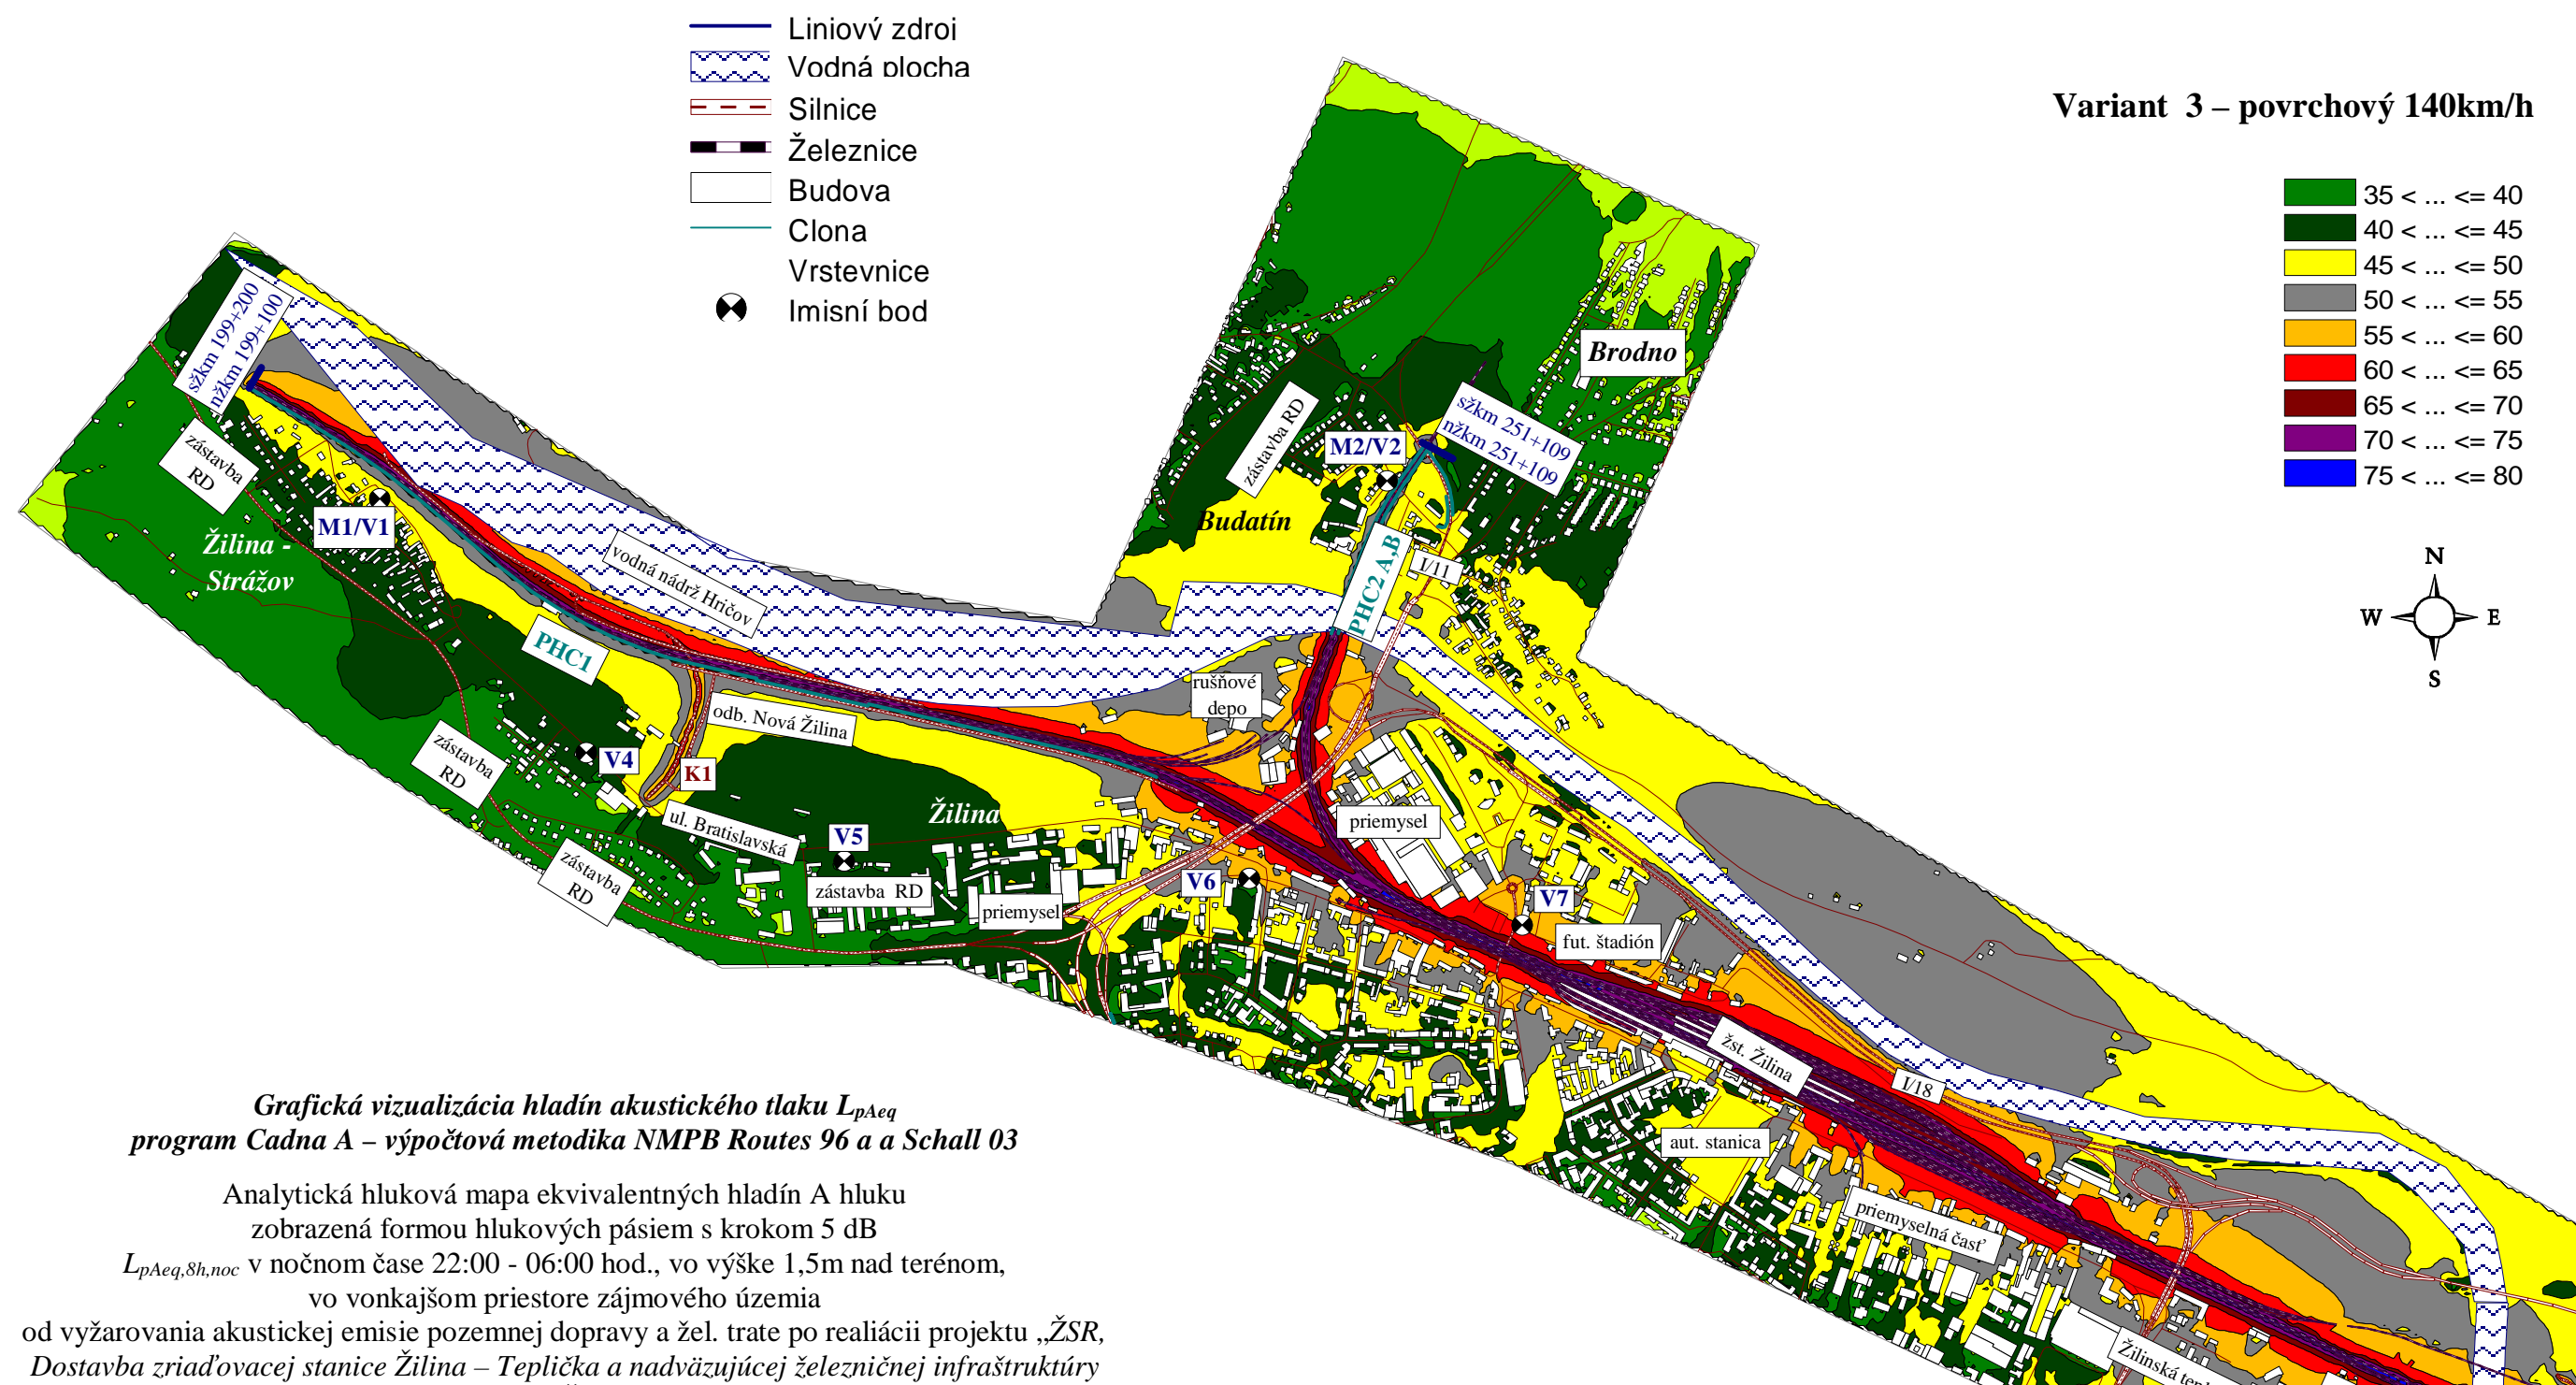 Liniový zdroj
Vodná plocha
Silnice
Železnice
Budova
Clona
Vrstevnice
Imisní bod
Variant 3 – povrchový 140km/h
35 < ... <= 40
40 < ... <= 45
45 < ... <= 50
50 < ... <= 55
55 < ... <= 60
60 < ... <= 65
65 < ... <= 70
70 < ... <= 75
75 < ... <= 80
N
W E
S
sžkm 199+200
nžkm 199+100
zástavba
RD
M1/V1
Žilina -
Strážov
vodná nádrž Hričov
PHC1
odb. Nová Žilina
zástavba
RD
V4
K1
ul. Bratislavská
V5
Žilina
zástavba
RD
zástavba RD
priemysel
Brodno
zástavba RD
M2/V2
sžkm 251+109
nžkm 251+109
Budatín
PHC2 A,B
I/11
rušňové
depo
priemysel
V6
V7
fut. štadión
žst. Žilina
I/18
aut. stanica
priemyselná časť
Grafická vizualizácia hladín akustického tlaku LpAeq
program Cadna A – výpočtová metodika NMPB Routes 96 a a Schall 03
Analytická hluková mapa ekvivalentných hladín A hluku
zobrazená formou hlukových pásiem s krokom 5 dB
LpAeq,8h,noc v nočnom čase 22:00 - 06:00 hod., vo výške 1,5m nad terénom,
vo vonkajšom priestore zájmového územia
od vyžarovania akustickej emisie pozemnej dopravy a žel. trate po realiácii projektu „ŽSR,
Dostavba zriaďovacej stanice Žilina – Teplička a nadväzujúcej železničnej infraštruktúry
Žilinská